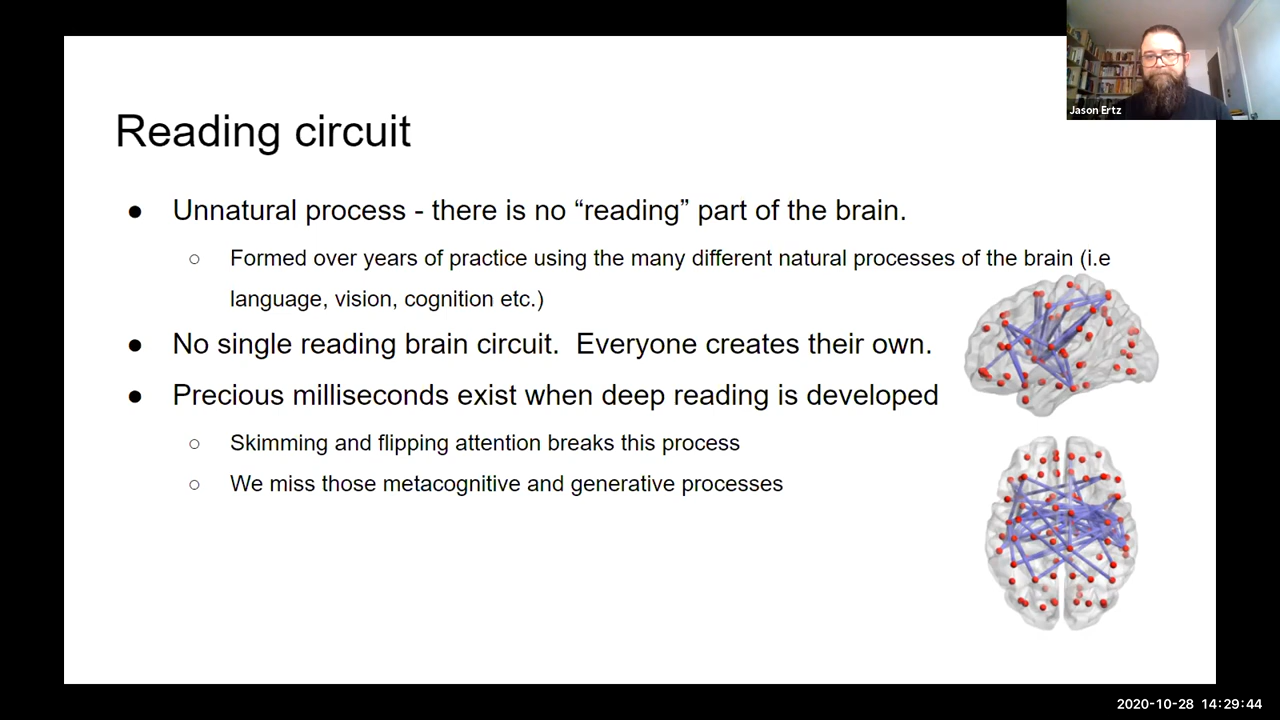 Jason Ertz
Reading circuit
● Unnatural process - there is no “reading” part of the brain.
○ Formed over years of practice using the many different natural processes of the brain (i.e
language, vision, cognition etc.)
● No single reading brain circuit.  Everyone creates their own.
● Precious milliseconds exist when deep reading is developed
○ Skimming and flipping attention breaks this process
○ We miss those metacognitive and generative processes
2020-10-28 14:29:44